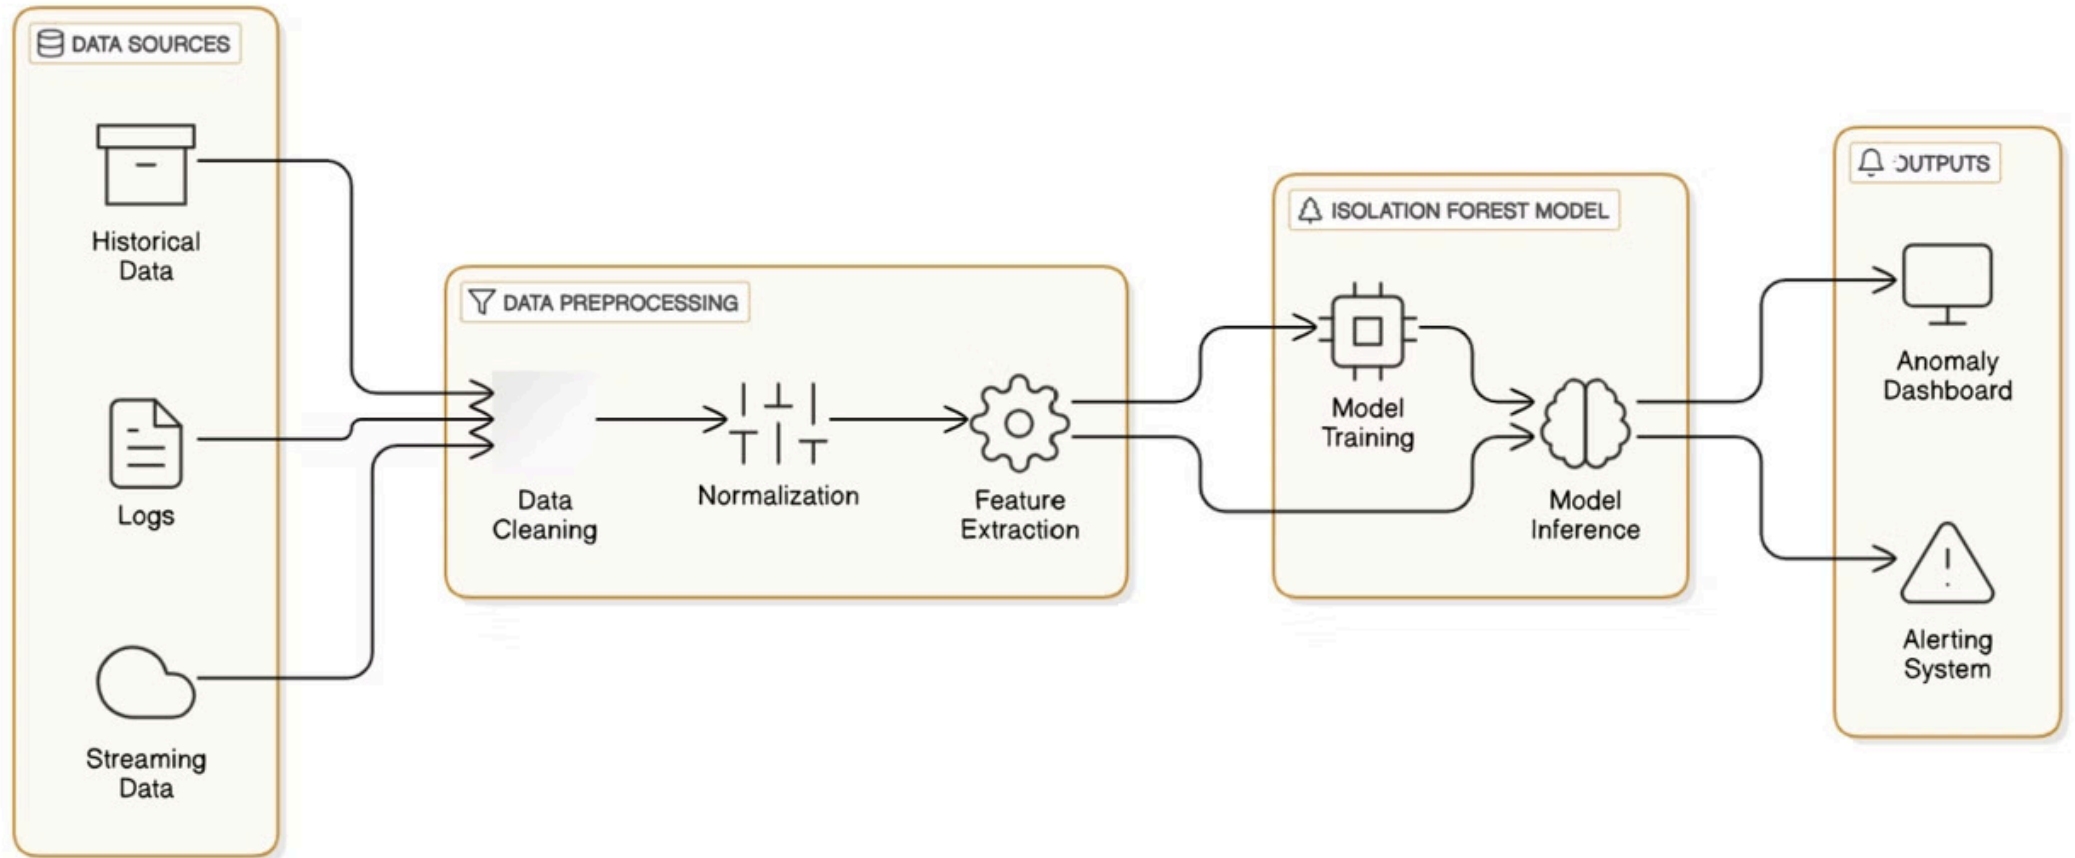 DATA SOURCES
Historical
Data
Logs
Streaming
Data
DATA PREPROCESSING
Data
Cleaning
Normalization
Feature
Extraction
ISOLATION FOREST MODEL
Model
Training
Model
Inference
OUTPUTS
Anomaly
Dashboard
Alerting
System